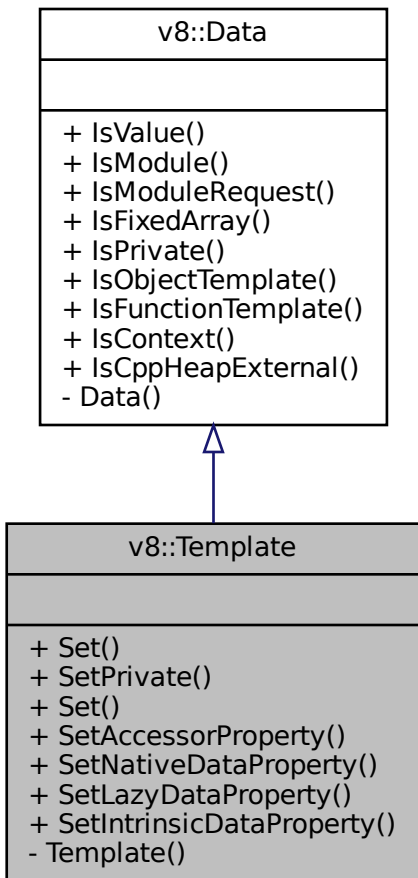 v8::Data
+ IsValue()
+ IsModule()
+ IsModuleRequest()
+ IsFixedArray()
+ IsPrivate()
+ IsObjectTemplate()
+ IsFunctionTemplate()
+ IsContext()
+ IsCppHeapExternal()
- Data()
v8::Template
+ Set()
+ SetPrivate()
+ Set()
+ SetAccessorProperty()
+ SetNativeDataProperty()
+ SetLazyDataProperty()
+ SetIntrinsicDataProperty()
- Template()